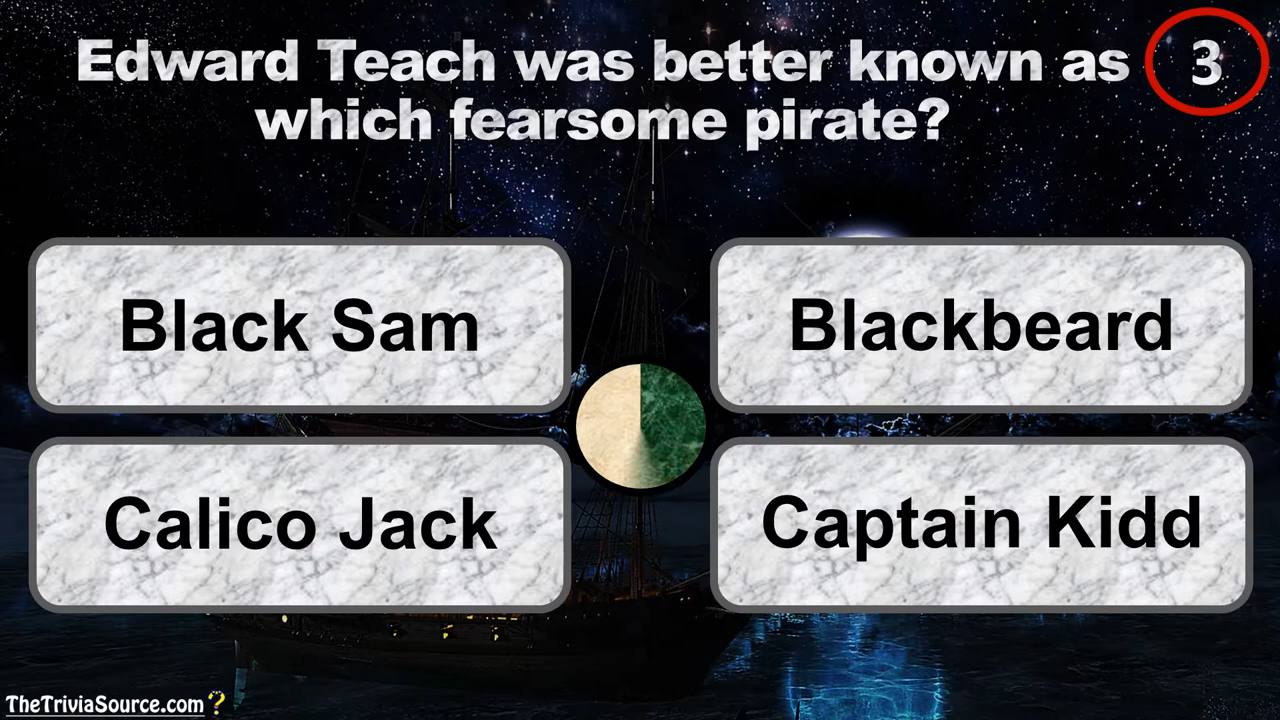 Edward Teach was better known as
which fearsome pirate?
3
Black Sam
Blackbeard
Calico Jack
Captain Kidd
TheTriviaSource.com?